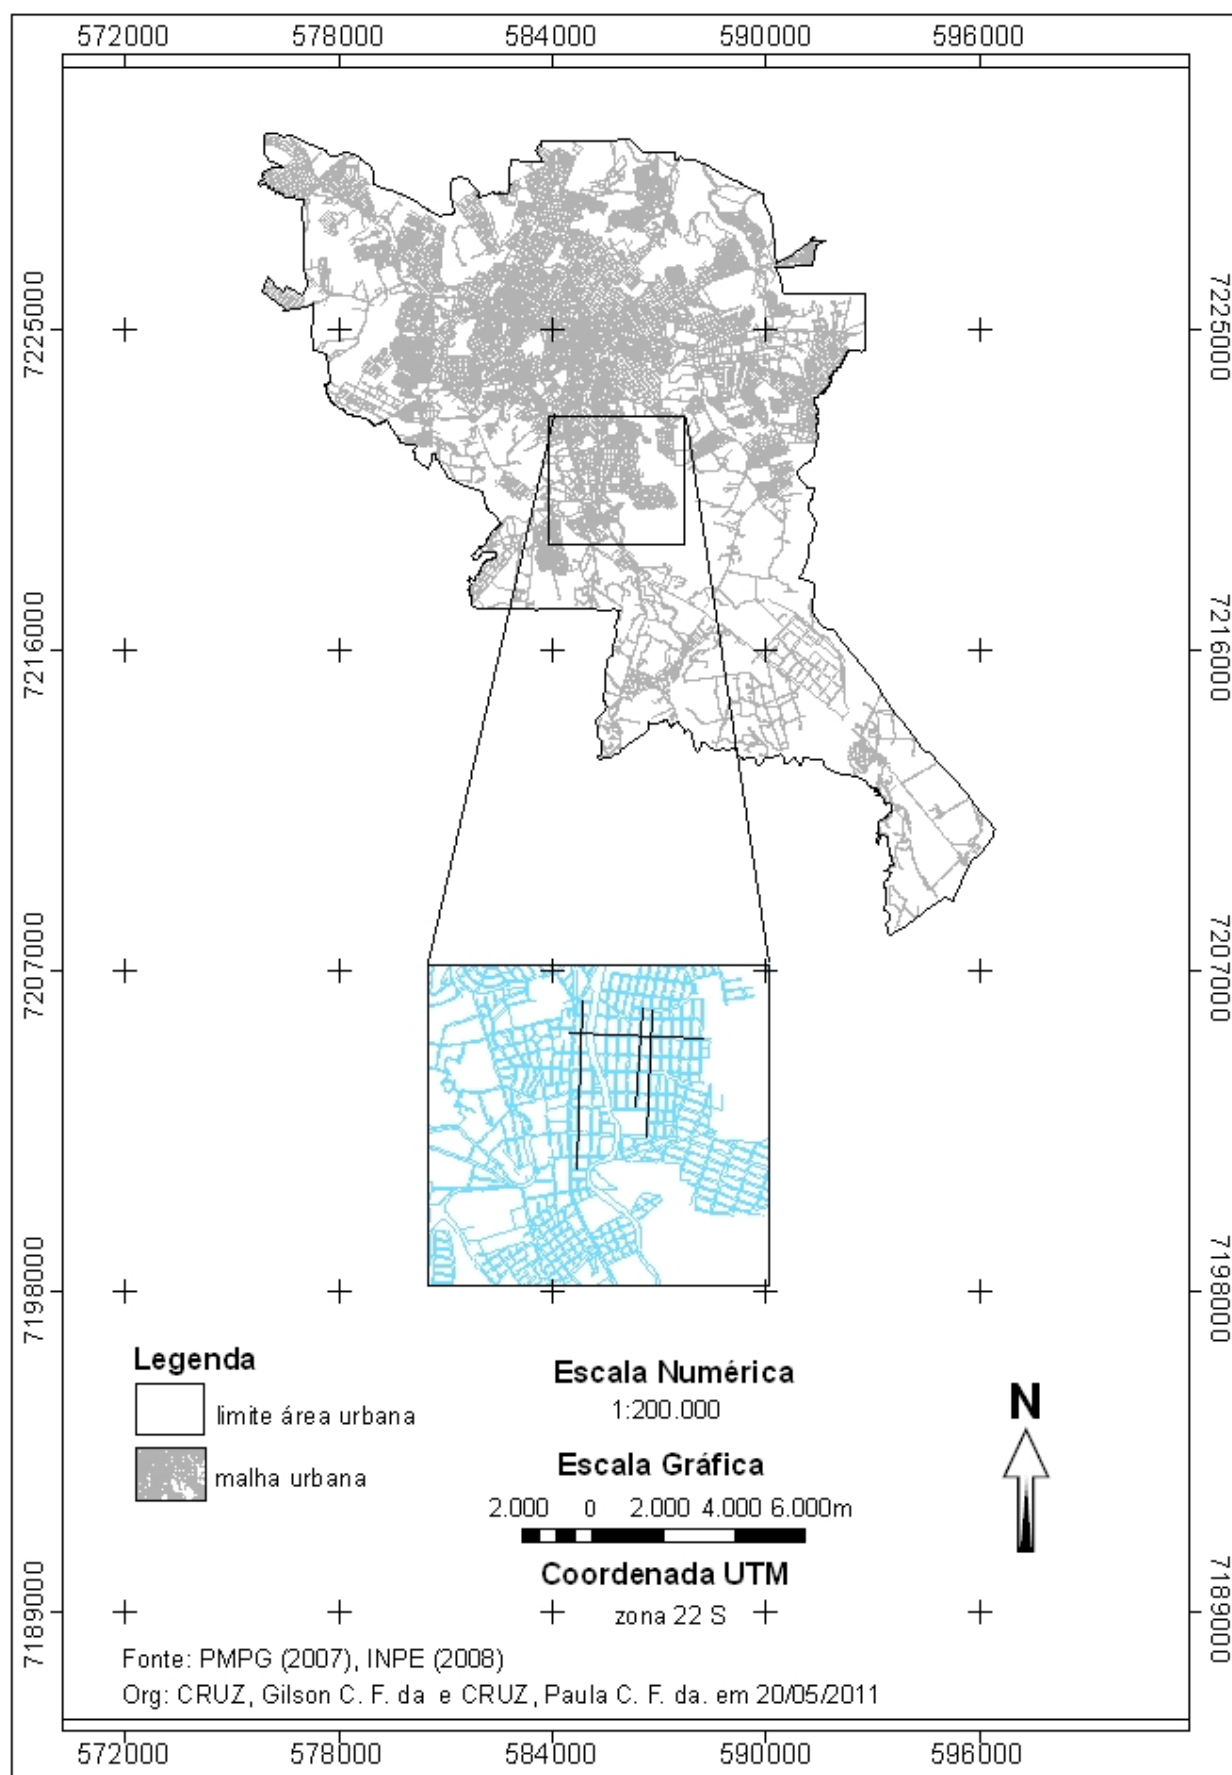 572000 578000 584000 590000 596000
7225000 7225000
7216000 7216000
7207000 7207000
7198000 7198000
Legenda
limite área urbana
malha urbana
Escala Numérica
1:200.000
Escala Gráfica
2.000 0 2.000 4.000 6.000m
Coordenada UTM
zona 22 S
N
7189000 7189000
Fonte: PMPG (2007), INPE (2008)
Org: CRUZ, Gilson C. F. da e CRUZ, Paula C. F. da. em 20/05/2011
572000 578000 584000 590000 596000